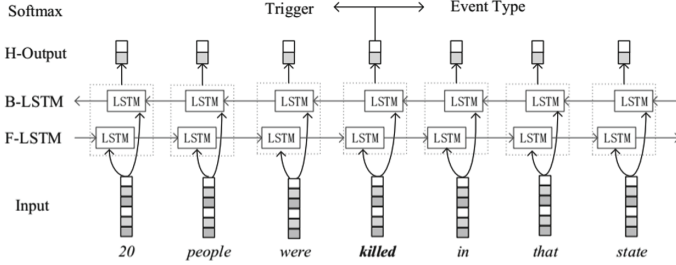 Softmax Trigger Event Type
H-Output
B-LSTM LSTM LSTM LSTM LSTM LSTM LSTM LSTM
F-LSTM LSTM LSTM LSTM LSTM LSTM LSTM LSTM
Input
20 people were killed in that state